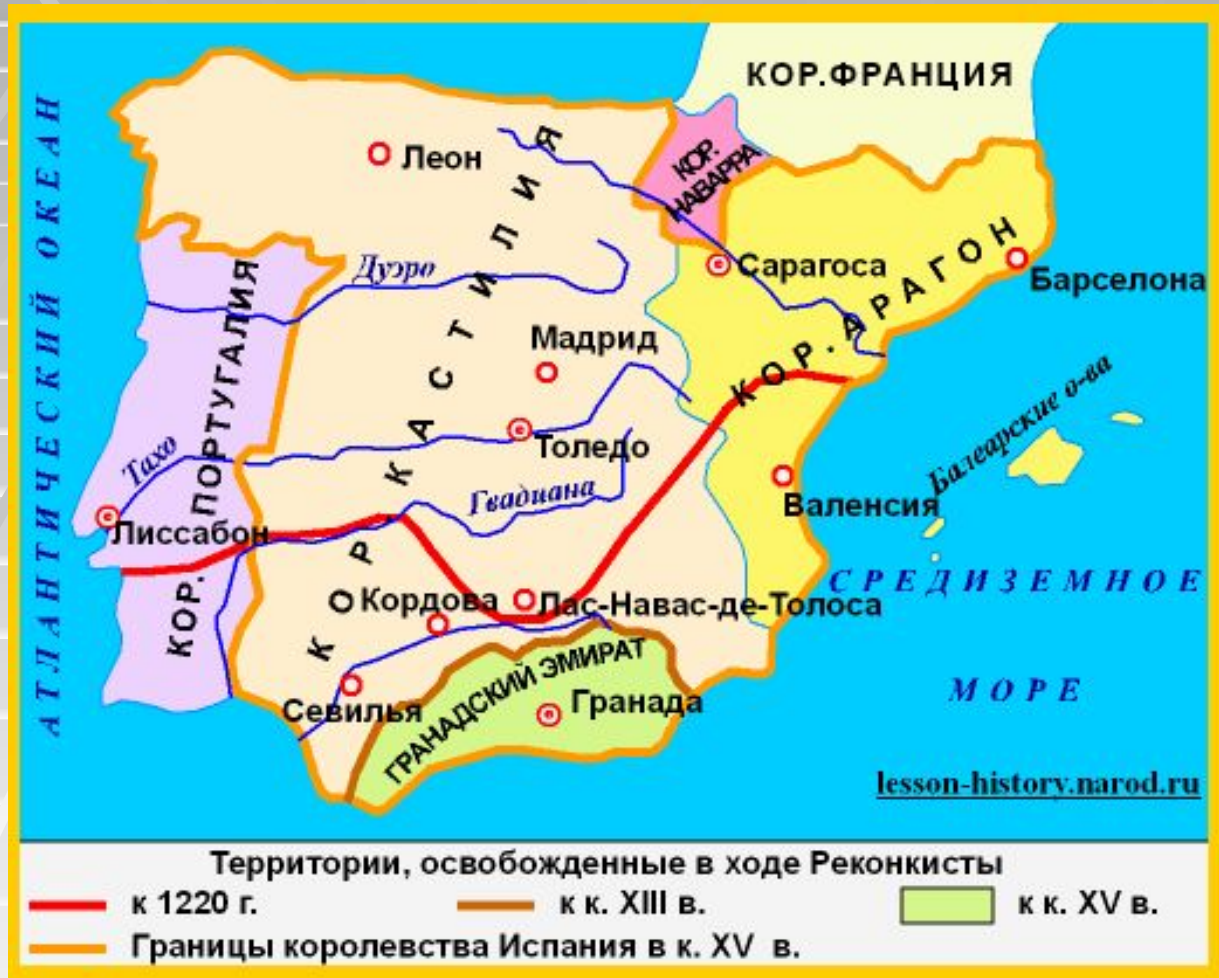 КОР.ФРАНЦИЯ
АТЛАНТИЧЕСКИЙ ОКЕАН
Леон
КОР. НАВАРРА
КОР. КАСТИЛИЯ
Дуэро
Сарагоса
Барселона
КОР. АРАГОН
КОР. ПОРТУГАЛИЯ
Мадрид
Тахо
Толедо
Балеарские о-ва
Гвадиана
Валенсия
Лиссабон
СРЕДИЗЕМНОЕ
МОРЕ
Кордова
Лас-Навас-де-Толоса
Севилья
ГРАНАДСКИЙ ЭМИРАТ
Гранада
lesson-history.narod.ru
Территории, освобожденные в ходе Реконкисты
к 1220 г. к к. XIII в. к к. XV в.
Границы королевства Испания в к. XV в.